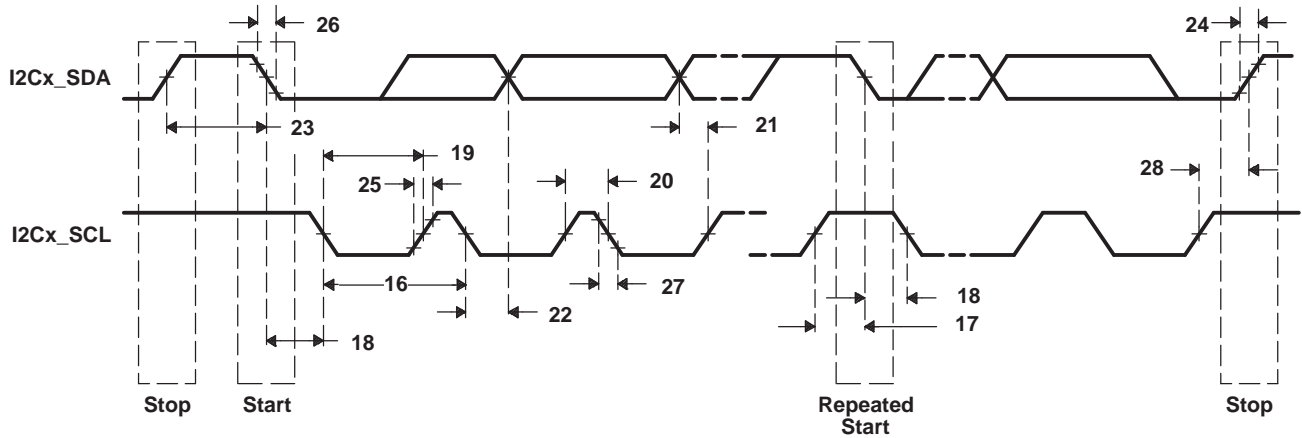 26
24
I2Cx_SDA
23
21
19
25
20
28
I2Cx_SCL
16
27
22
18
18
17
Stop
Start
Repeated
Start
Stop